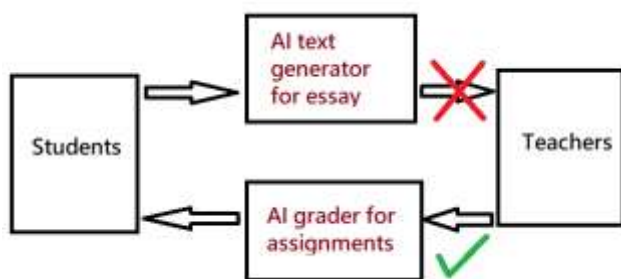 AI text
generator
for essay
Students
Teachers
AI grader for
assignments